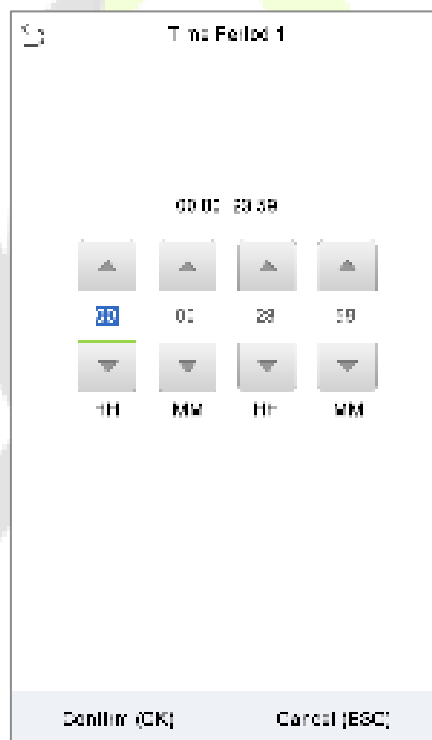 Time Period 1
00:00 23:59
00 00 23 59
HH MM HH MM
Confirm (OK) Cancel (ESC)